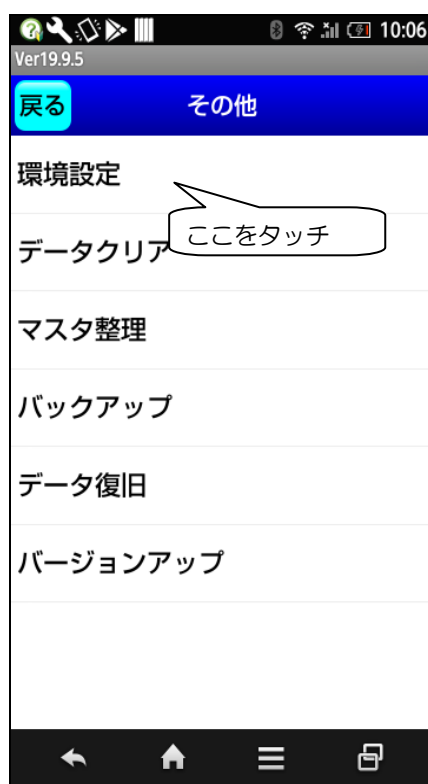 10:06
Ver19.9.5
戻る その他
環境設定
ここをタッチ
データクリア
マスタ整理
バックアップ
データ復旧
バージョンアップ